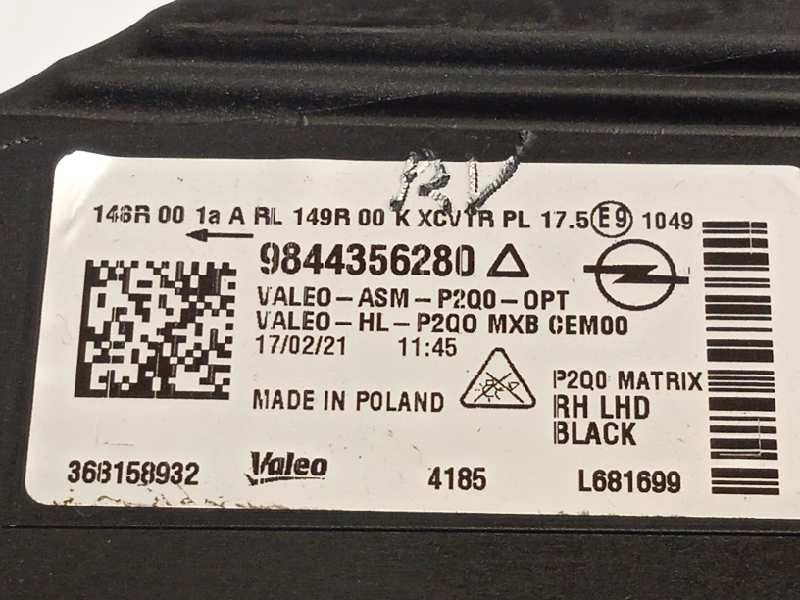 RV
146R 00 1a A RL 149R 00 K XCV1R PL 17.5 E9 1049
9844356280
VALEO-ASM-P2Q0-OPT
VALEO-HL-P2Q0 MXB CEM00
17/02/21 11:45
MADE IN POLAND
P2Q0 MATRIX
RH LHD
BLACK
368158932 Valeo 4185 L681699